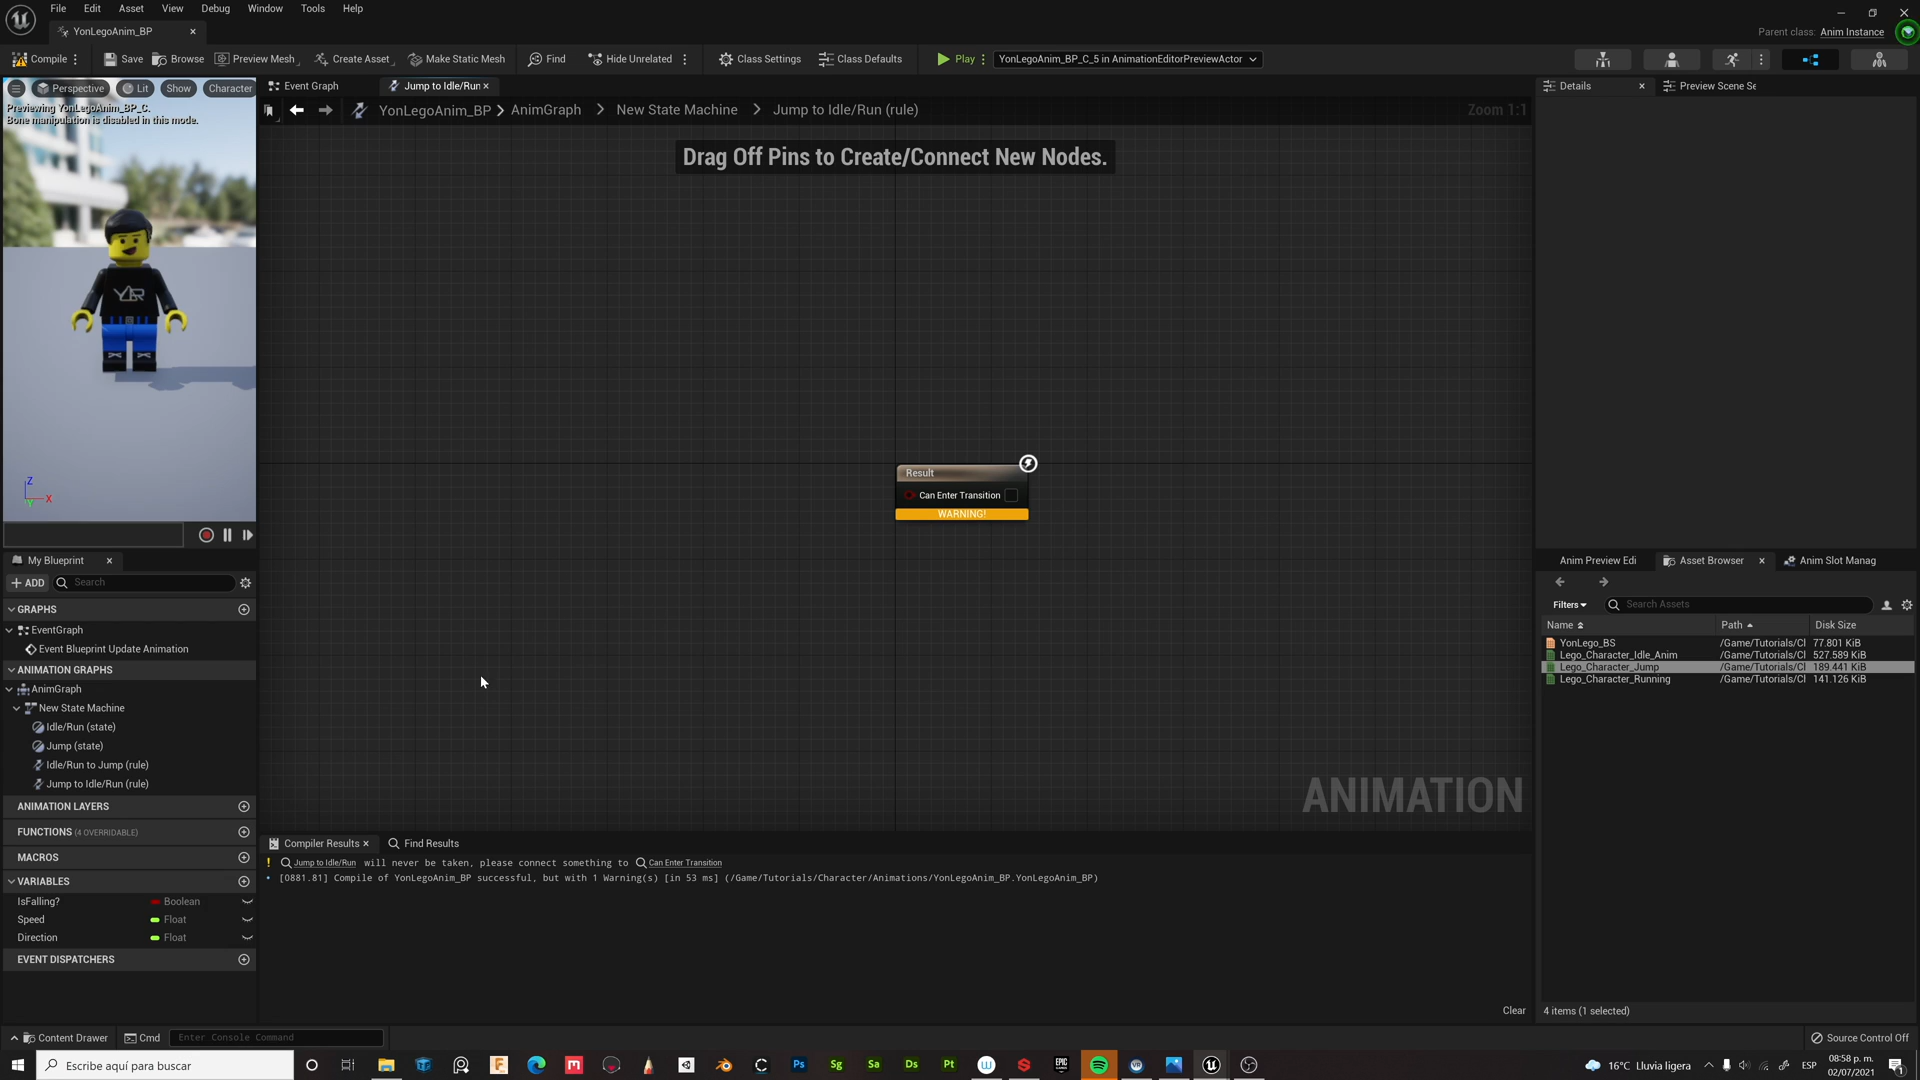 File Edit Asset View Debug Window Tools Help
YonLegoAnim_BP
Parent class: Anim Instance
Compile Save Browse Preview Mesh Create Asset Make Static Mesh Find Hide Unrelated Class Settings Class Defaults Play YonLegoAnim_BP_C_5 in AnimationEditorPreviewActor
Perspective Lit Show Character
Previewing YonLegoAnim_BP_C.
Bone manipulation is disabled in this mode.
Z
X
Y
Event Graph Jump to Idle/Run
YonLegoAnim_BP > AnimGraph > New State Machine > Jump to Idle/Run (rule)
Zoom 1:1
Drag Off Pins to Create/Connect New Nodes.
Result
Can Enter Transition
WARNING!
ANIMATION
Details Preview Scene Se
My Blueprint
+ ADD Search
GRAPHS
EventGraph
Event Blueprint Update Animation
ANIMATION GRAPHS
AnimGraph
New State Machine
Idle/Run (state)
Jump (state)
Idle/Run to Jump (rule)
Jump to Idle/Run (rule)
ANIMATION LAYERS
FUNCTIONS (4 OVERRIDABLE)
MACROS
VARIABLES
IsFalling? Boolean
Speed Float
Direction Float
EVENT DISPATCHERS
Compiler Results Find Results
! Jump to Idle/Run will never be taken, please connect something to Can Enter Transition
• [0881.81] Compile of YonLegoAnim_BP successful, but with 1 Warning(s) [in 53 ms] (/Game/Tutorials/Character/Animations/YonLegoAnim_BP.YonLegoAnim_BP)
Clear
Anim Preview Edi Asset Browser Anim Slot Manag
Filters Search Assets
Name Path Disk Size
YonLego_BS /Game/Tutorials/Cl 77.801 KiB
Lego_Character_Idle_Anim /Game/Tutorials/Cl 527.589 KiB
Lego_Character_Jump /Game/Tutorials/Cl 189.441 KiB
Lego_Character_Running /Game/Tutorials/Cl 141.126 KiB
4 items (1 selected)
Content Drawer Cmd Enter Console Command
Source Control Off
Escribe aquí para buscar
Ps Sg Sa Ds Pt
16°C Lluvia ligera
ESP
08:58 p. m.
02/07/2021